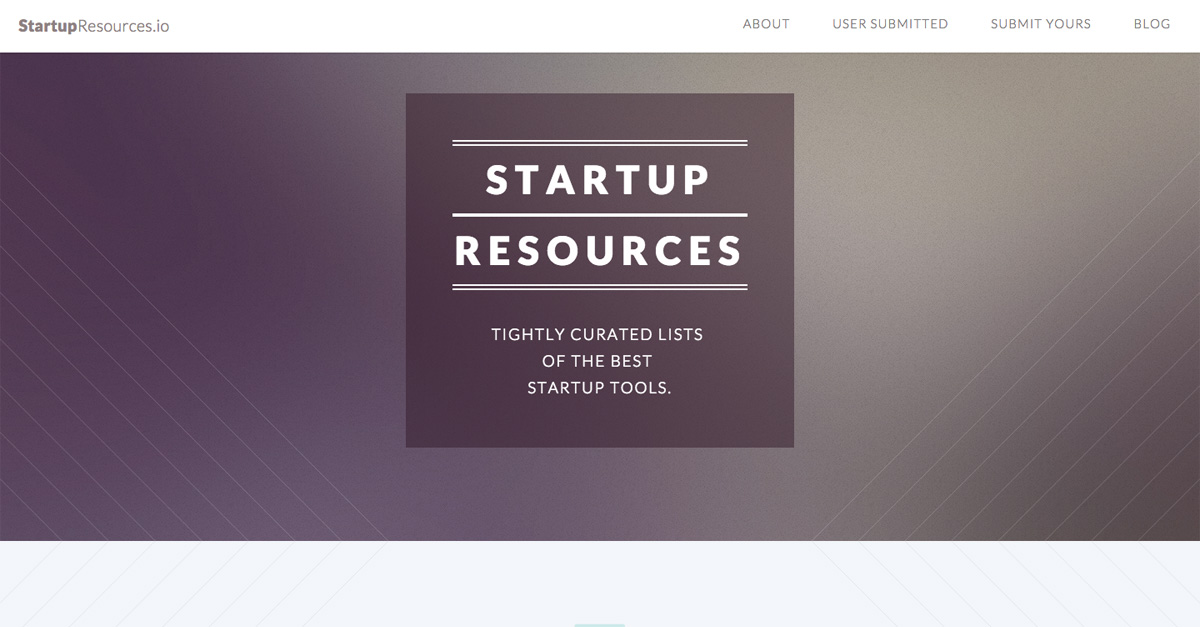 StartupResources.io
ABOUT
USER SUBMITTED
SUBMIT YOURS
BLOG
STARTUP
RESOURCES
TIGHTLY CURATED LISTS
OF THE BEST
STARTUP TOOLS.